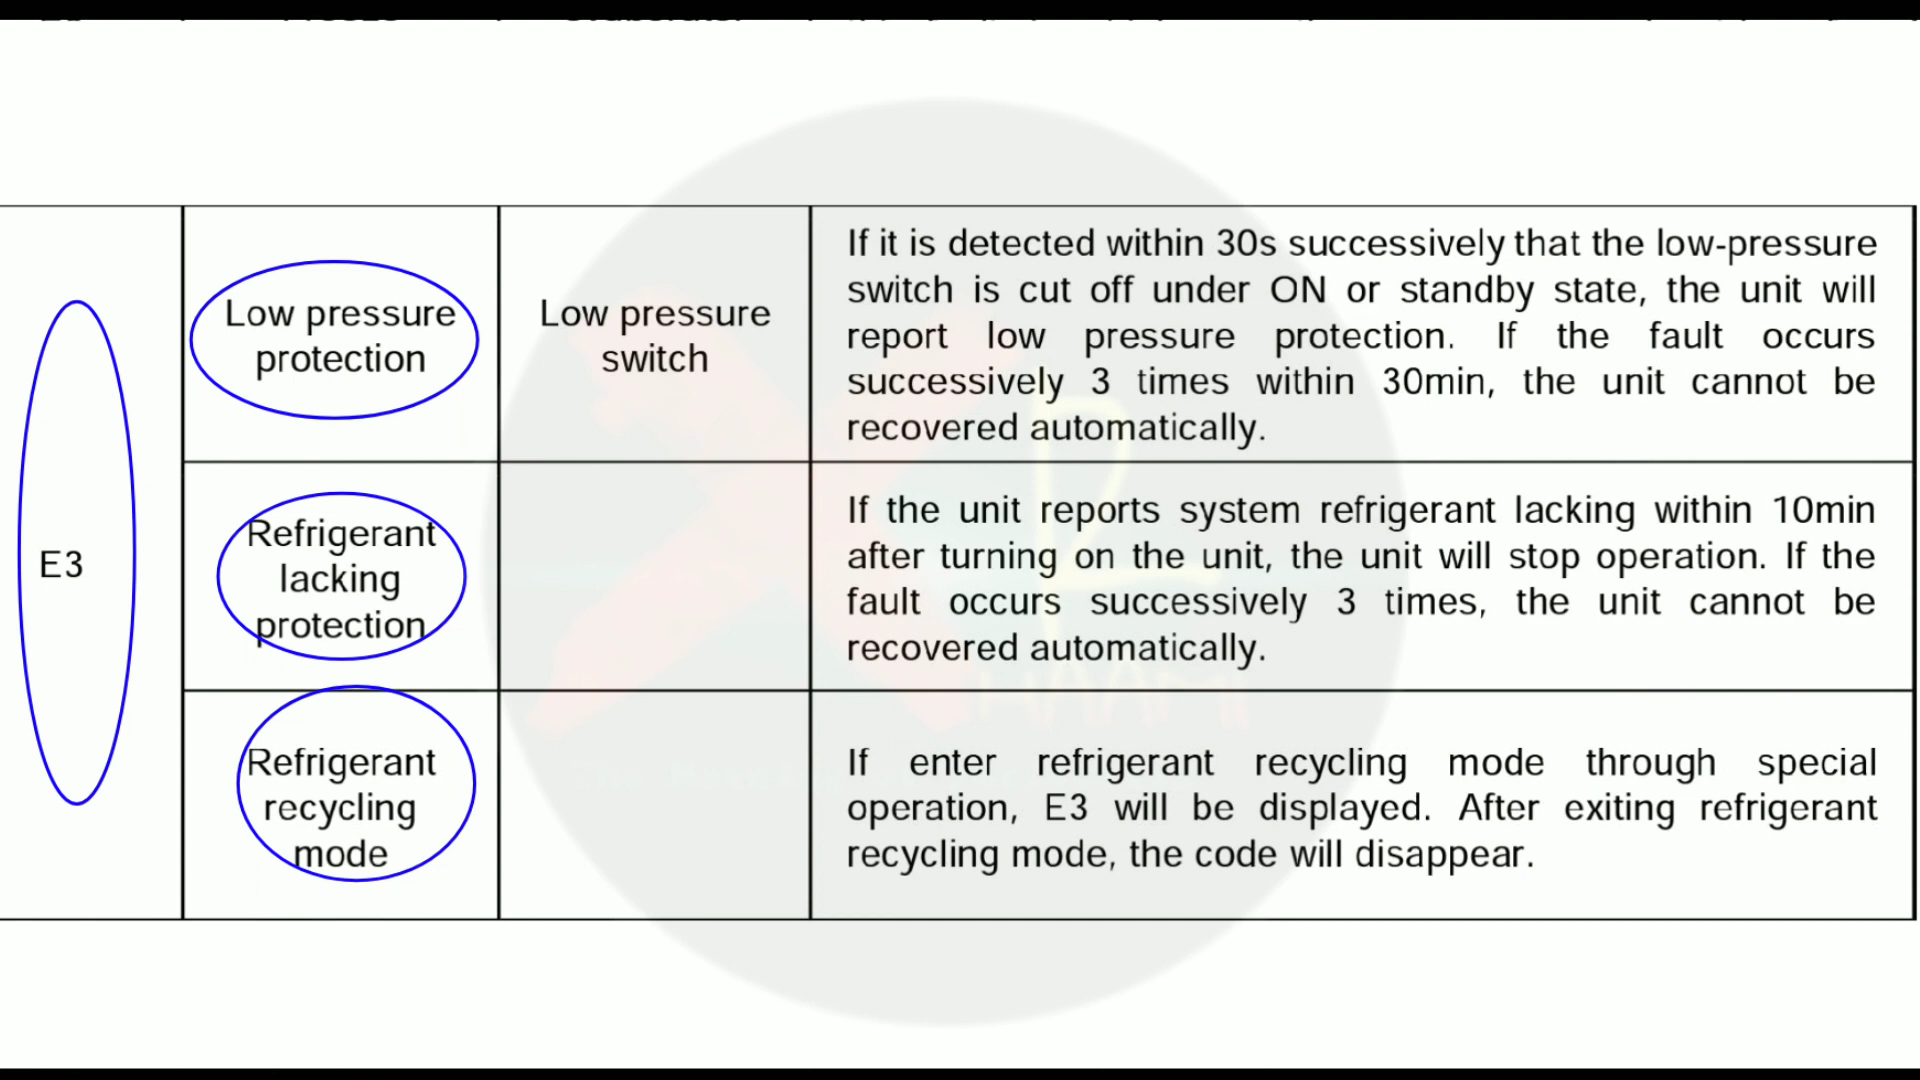 E3
Low pressure
protection
Low pressure
switch
If it is detected within 30s successively that the low-pressure
switch is cut off under ON or standby state, the unit will
report low pressure protection. If the fault occurs
successively 3 times within 30min, the unit cannot be
recovered automatically.
Refrigerant
lacking
protection
If the unit reports system refrigerant lacking within 10min
after turning on the unit, the unit will stop operation. If the
fault occurs successively 3 times, the unit cannot be
recovered automatically.
Refrigerant
recycling
mode
If enter refrigerant recycling mode through special
operation, E3 will be displayed. After exiting refrigerant
recycling mode, the code will disappear.